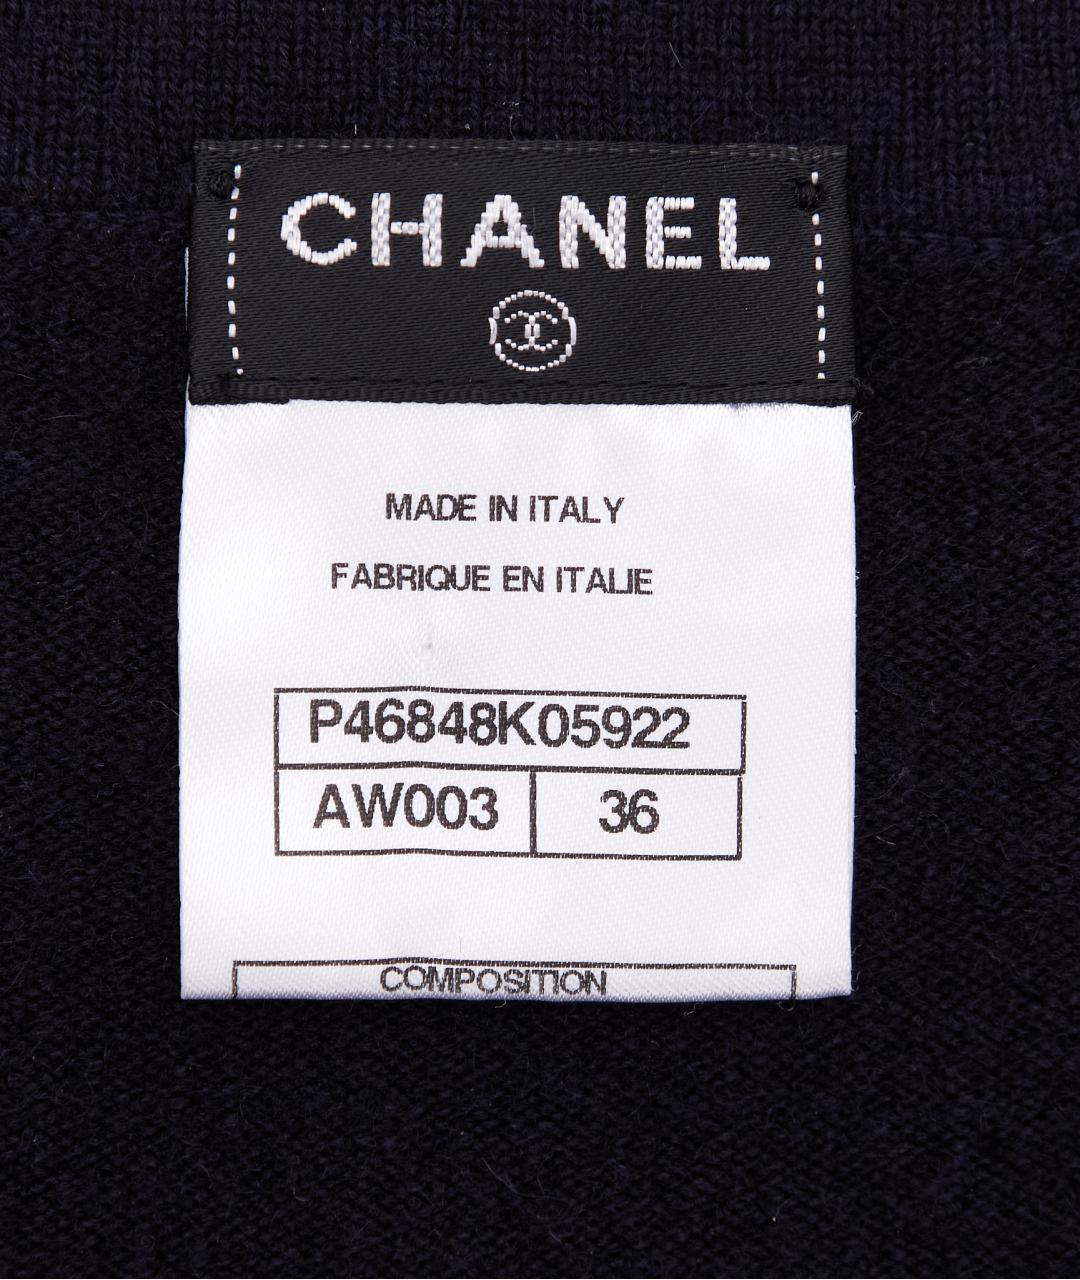 CHANEL
MADE IN ITALY
FABRIQUE EN ITALIE
P46848K05922
AW003 36
COMPOSITION